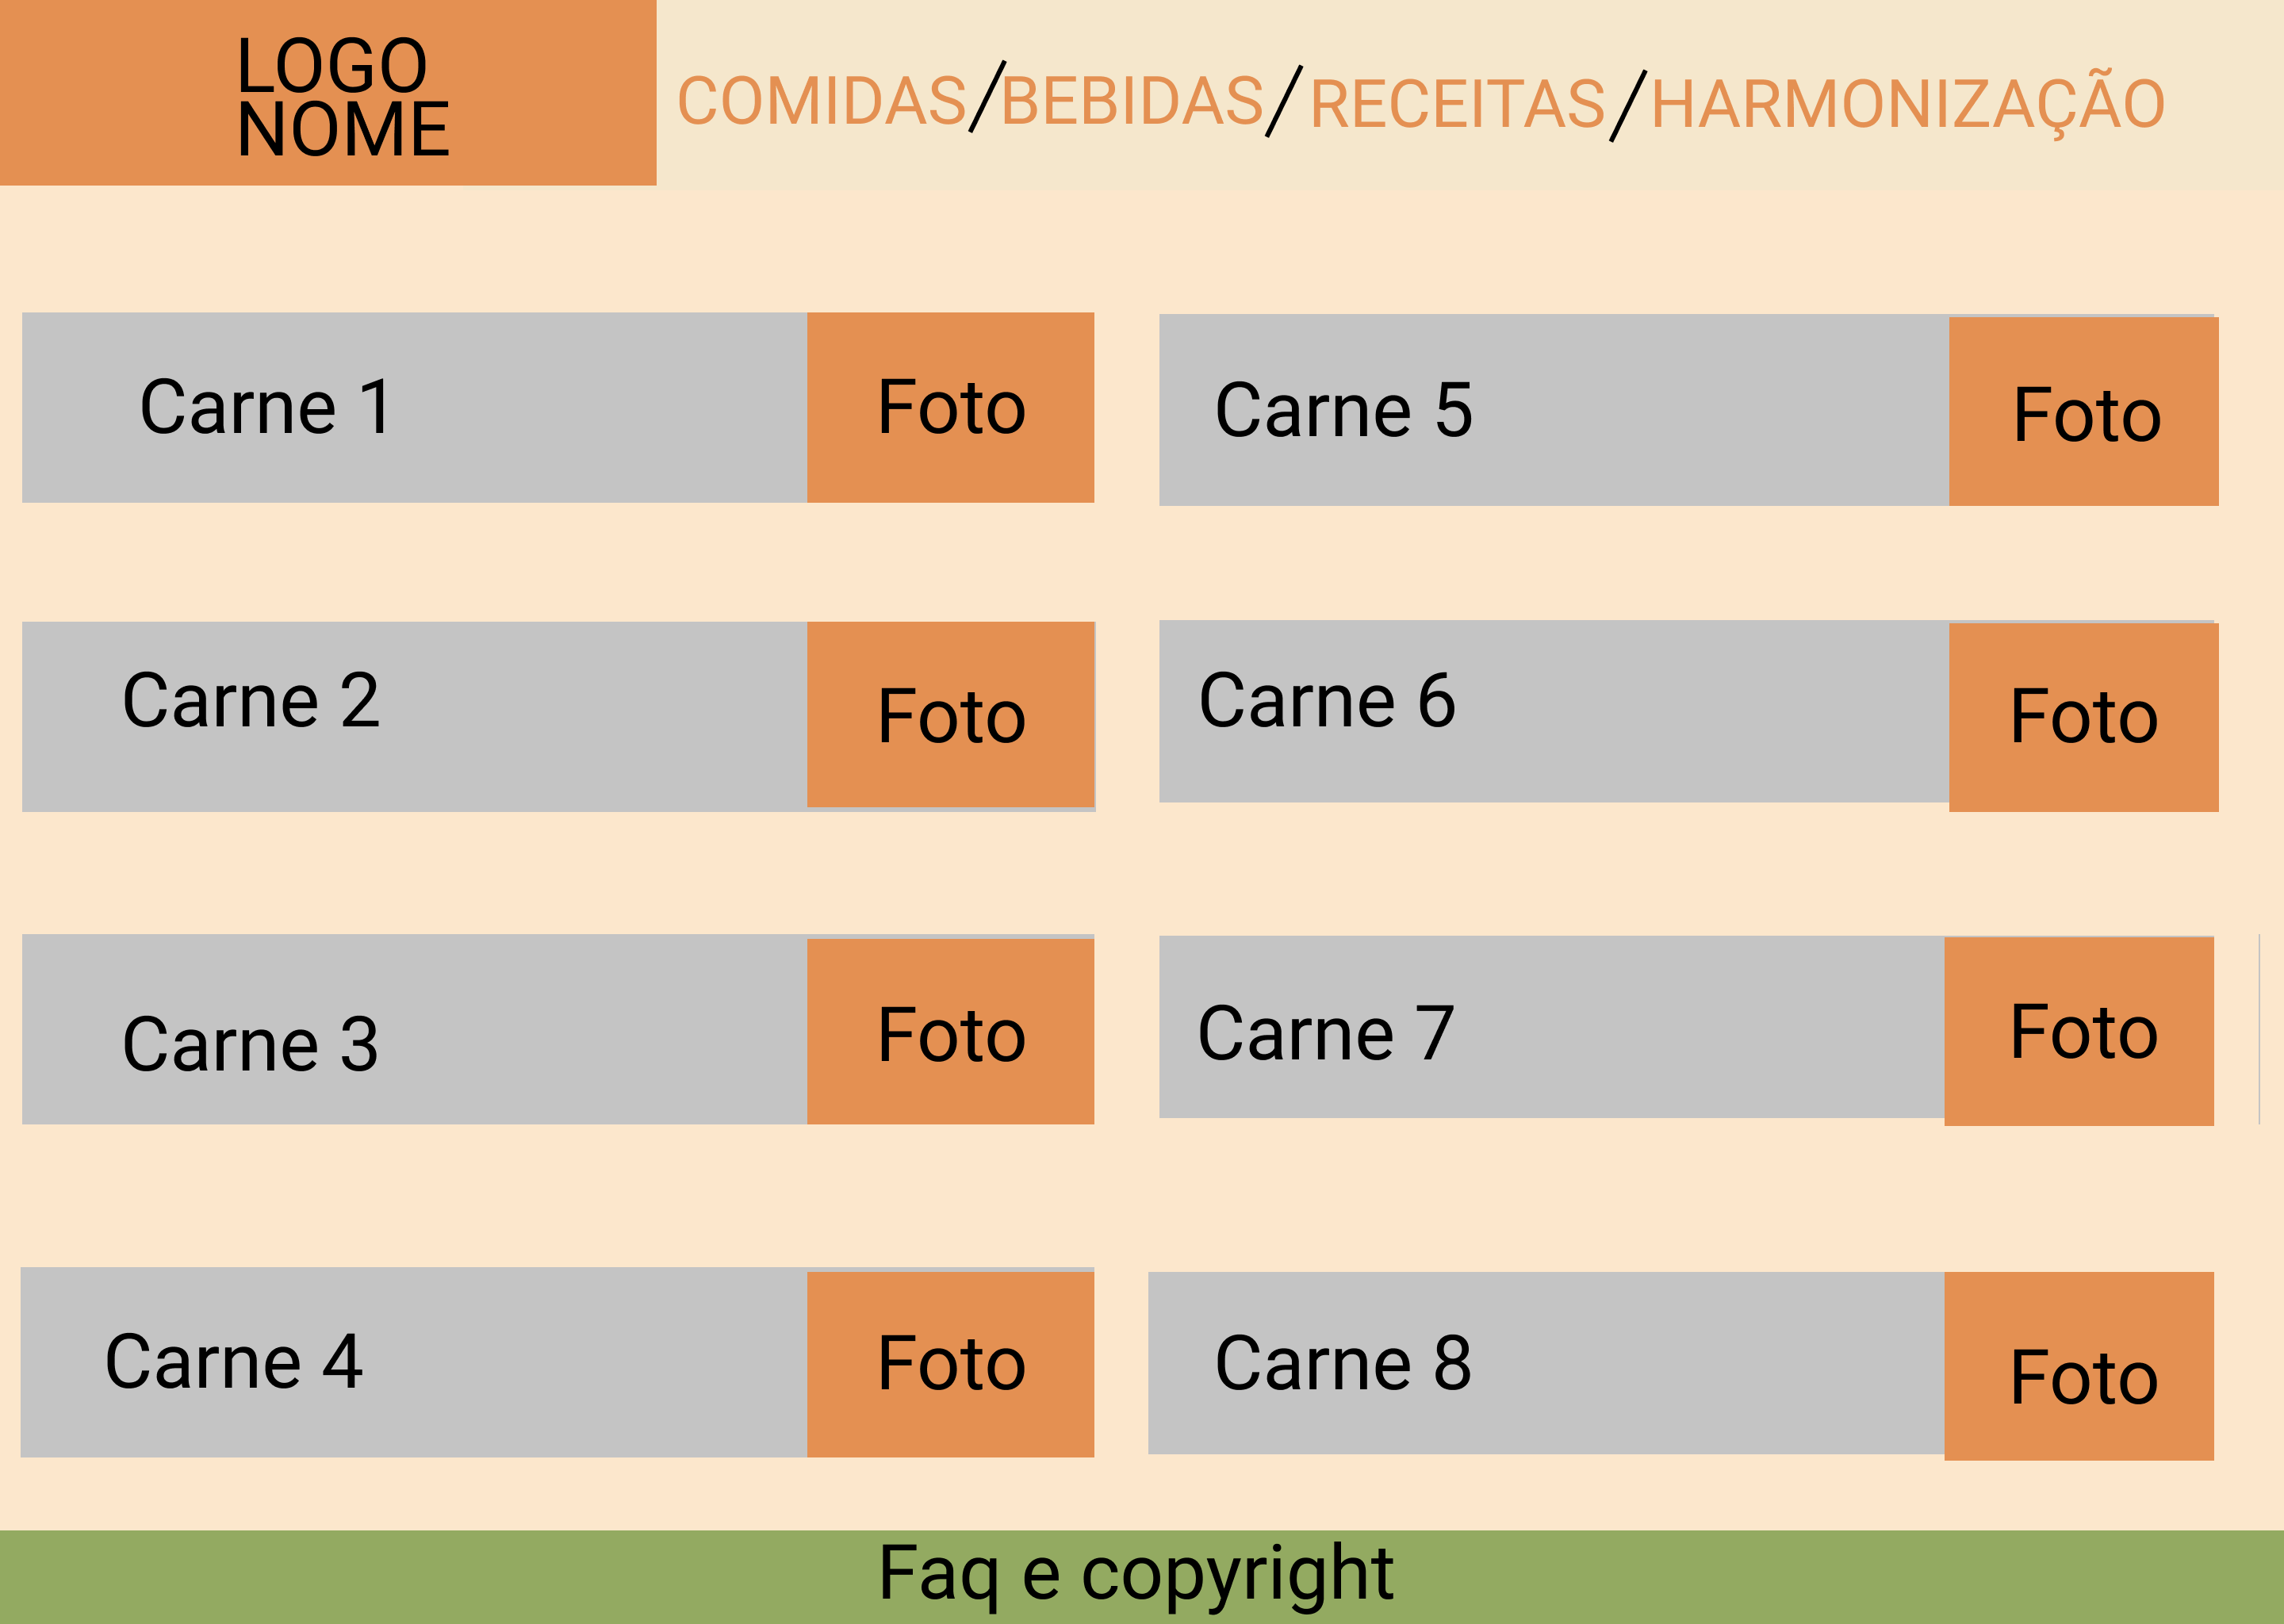 LOGO
NOME
COMIDAS/BEBIDAS/RECEITAS/HARMONIZAÇÃO
Carne 1
Foto
Carne 5
Foto
Carne 2
Foto
Carne 6
Foto
Carne 3
Foto
Carne 7
Foto
Carne 4
Foto
Carne 8
Foto
Faq e copyright